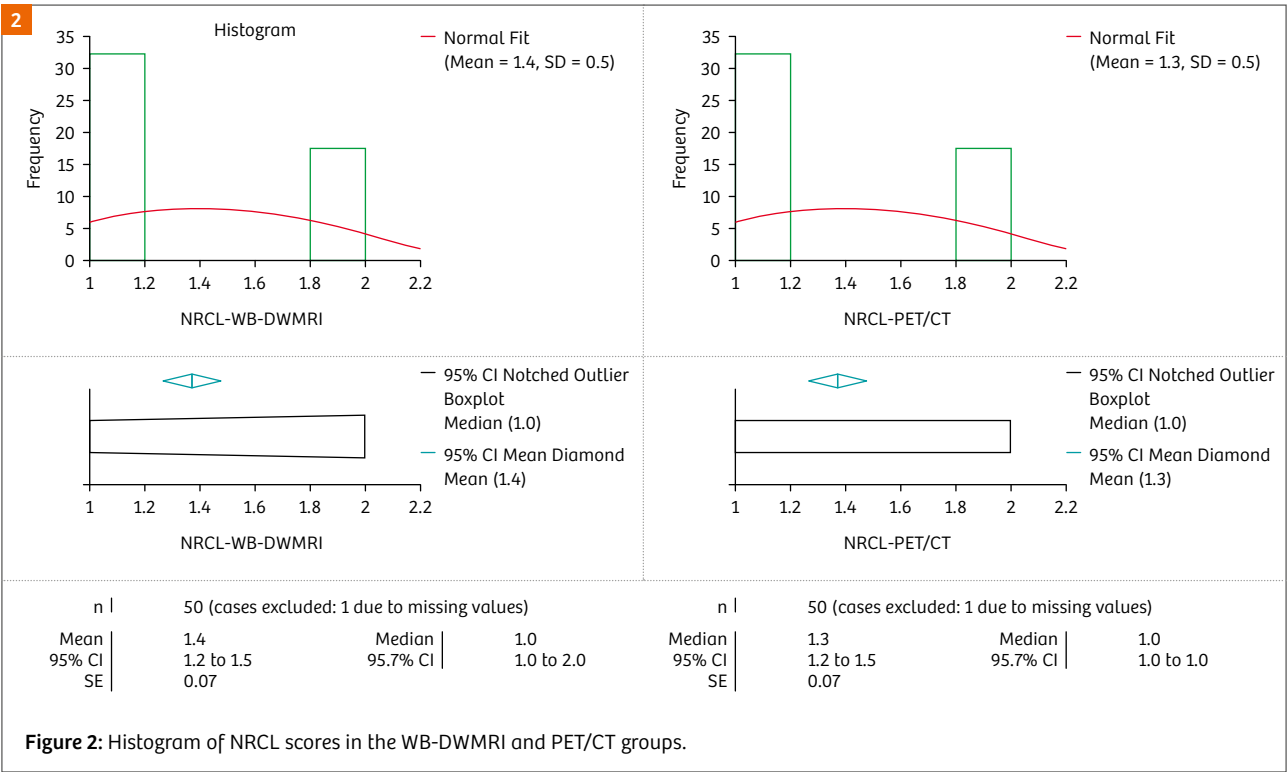 2
Histogram
35
30
25
20
15
10
5
0
Frequency
1 1.2 1.4 1.6 1.8 2 2.2
NRCL-WB-DWMRI
Normal Fit
(Mean = 1.4, SD = 0.5)
35
30
25
20
15
10
5
0
Frequency
1 1.2 1.4 1.6 1.8 2 2.2
NRCL-PET/CT
Normal Fit
(Mean = 1.3, SD = 0.5)
1 1.2 1.4 1.6 1.8 2 2.2
NRCL-WB-DWMRI
95% CI Notched Outlier
Boxplot
Median (1.0)
95% CI Mean Diamond
Mean (1.4)
1 1.2 1.4 1.6 1.8 2 2.2
NRCL-PET/CT
95% CI Notched Outlier
Boxplot
Median (1.0)
95% CI Mean Diamond
Mean (1.3)
n 50 (cases excluded: 1 due to missing values)
Mean 1.4 Median 1.0
95% CI 1.2 to 1.5 95.7% CI 1.0 to 2.0
SE 0.07
n 50 (cases excluded: 1 due to missing values)
Median 1.3 Median 1.0
95% CI 1.2 to 1.5 95.7% CI 1.0 to 1.0
SE 0.07
Figure 2: Histogram of NRCL scores in the WB-DWMRI and PET/CT groups.